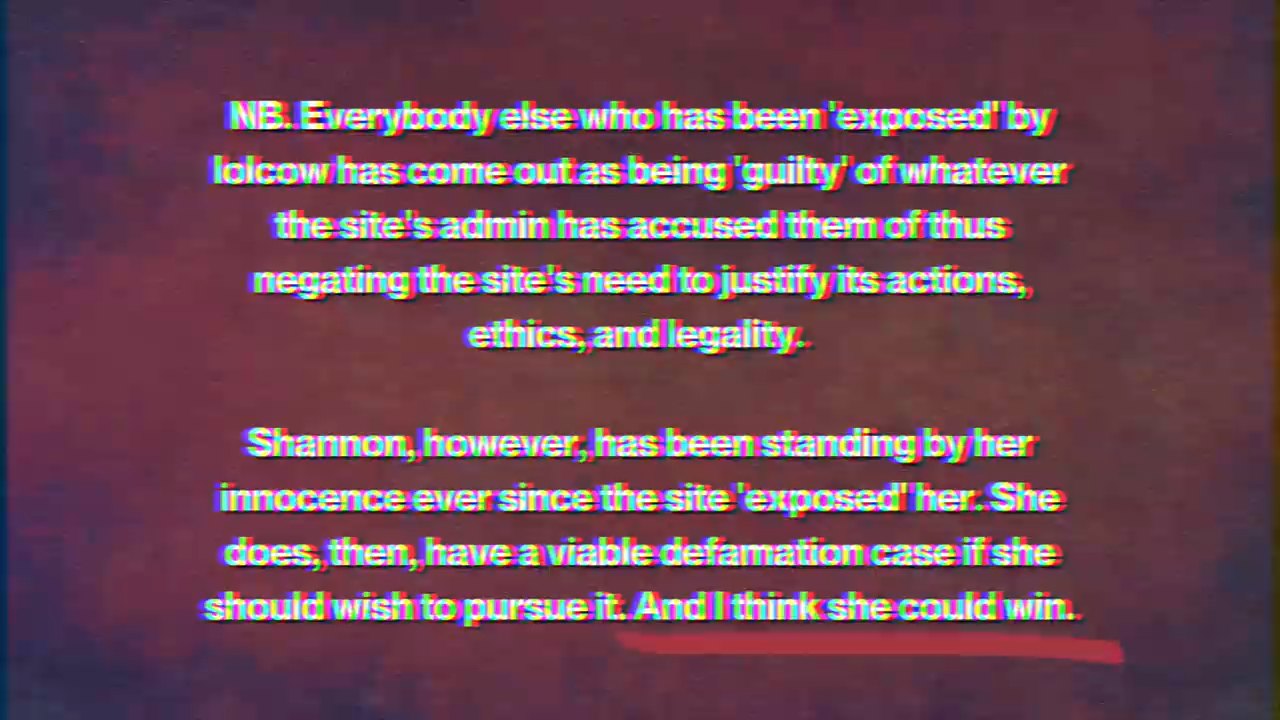 NB. Everybody else who has been 'exposed' by
lolcow has come out as being 'guilty' of whatever
the site's admin has accused them of thus
negating the site's need to justify its actions,
ethics, and legality.
Shannon, however, has been standing by her
innocence ever since the site 'exposed' her. She
does, then, have a viable defamation case if she
should wish to pursue it. And I think she could win.